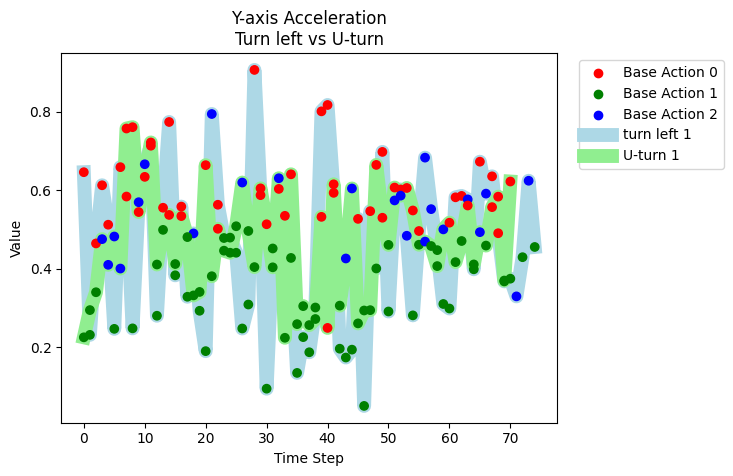 Y-axis Acceleration
Turn left vs U-turn
Value
0.8
0.6
0.4
0.2
0 10 20 30 40 50 60 70
Time Step
Base Action 0
Base Action 1
Base Action 2
turn left 1
U-turn 1